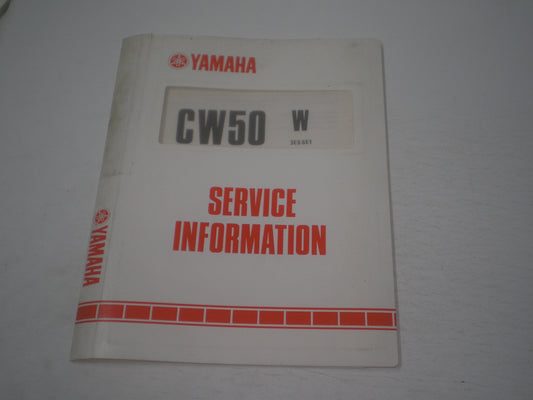 YAMAHA
CW50 W
SERVICE
INFORMATION
YAMAHA